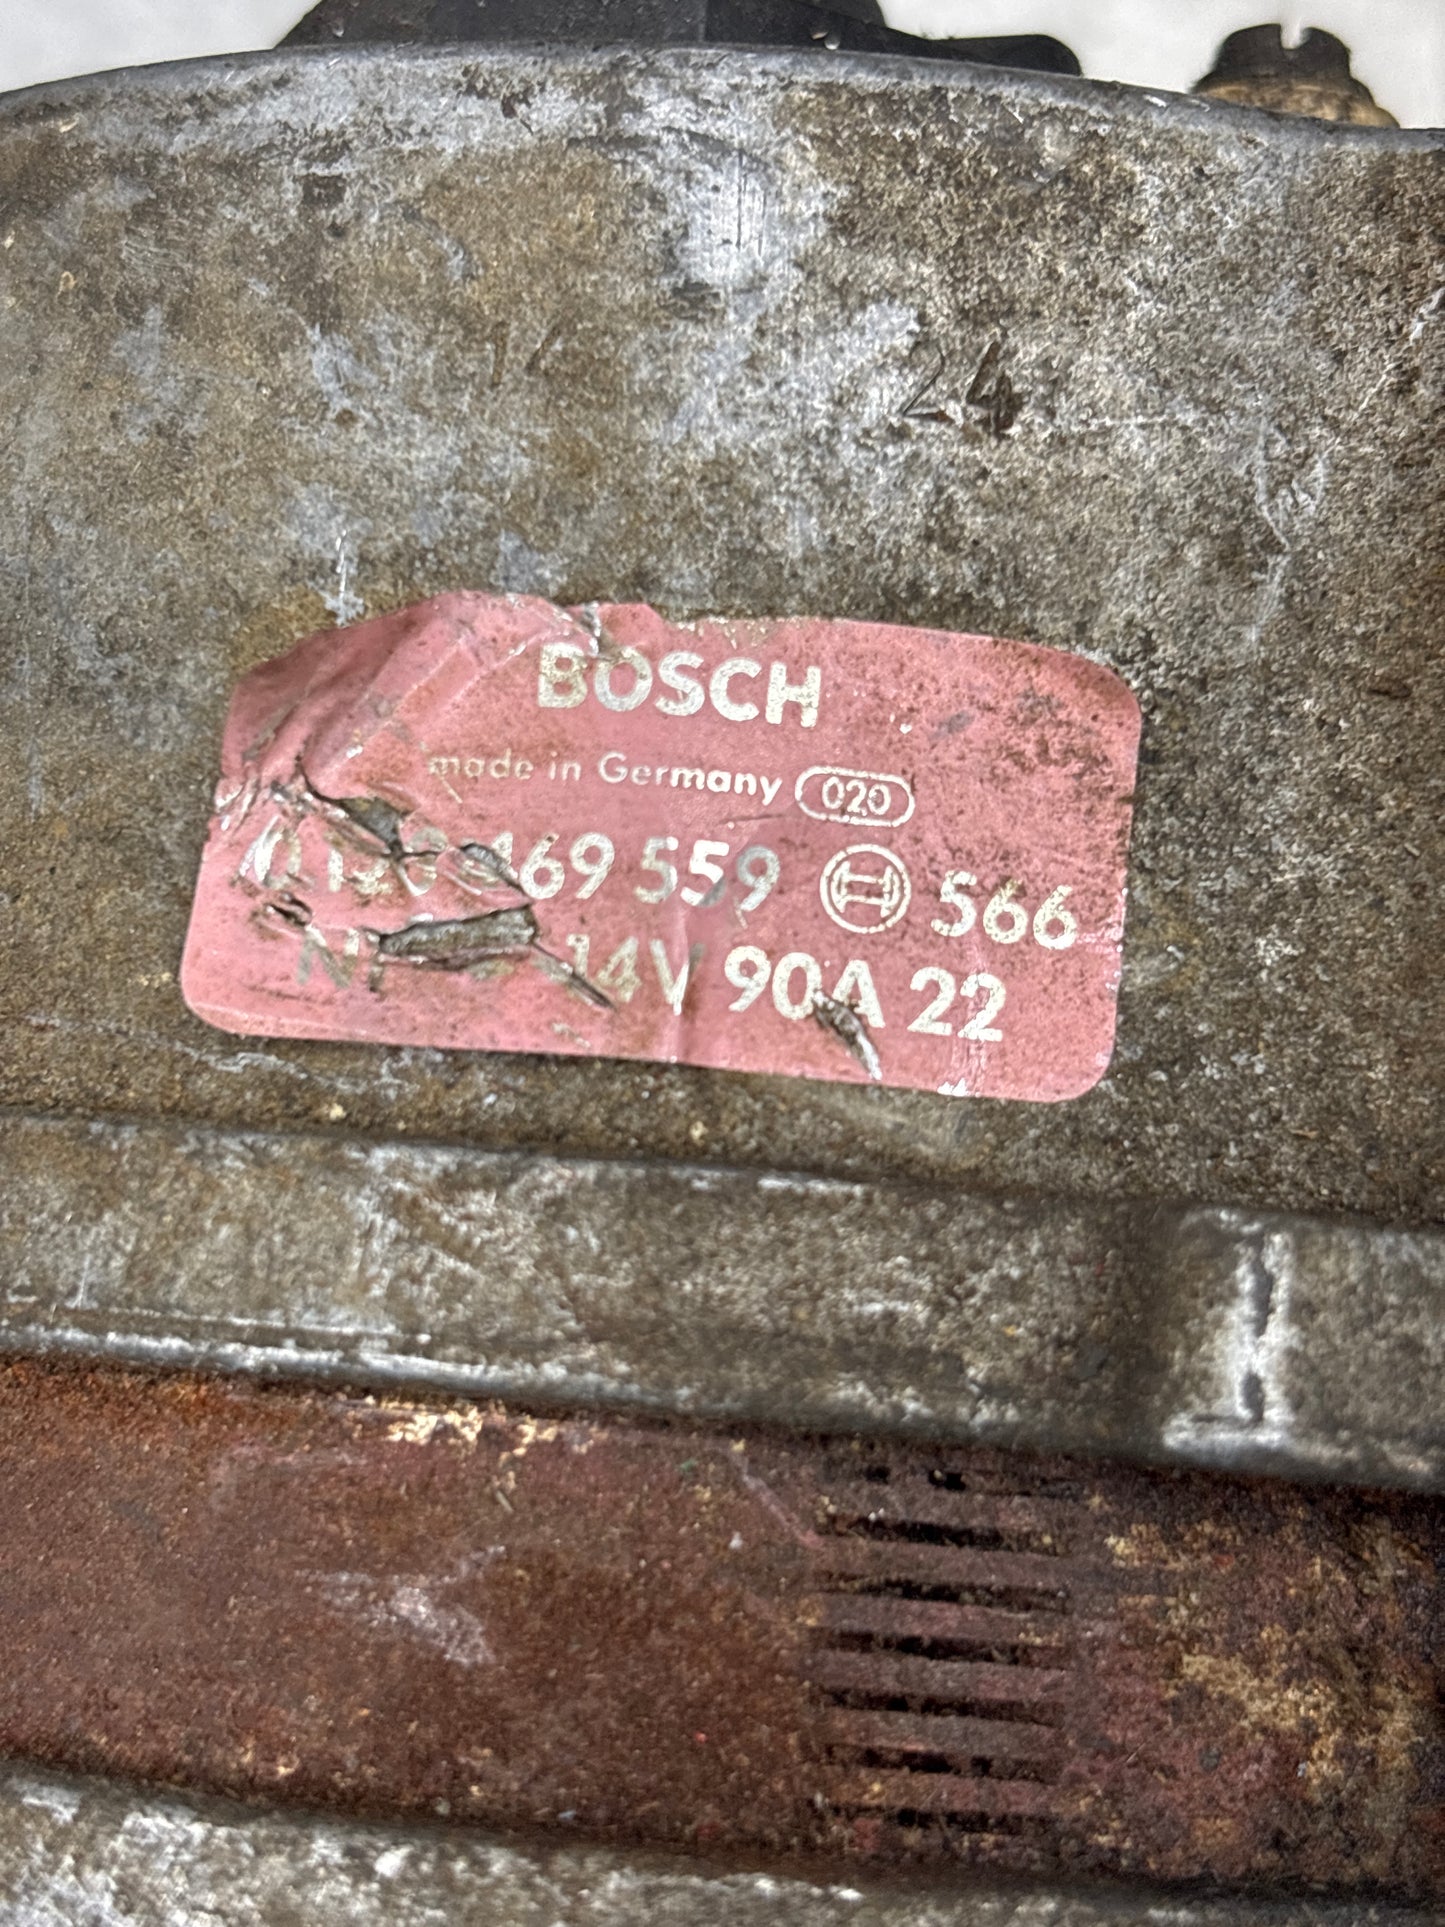 24
BOSCH
made in Germany 020
469 559 566
14V 90A 22